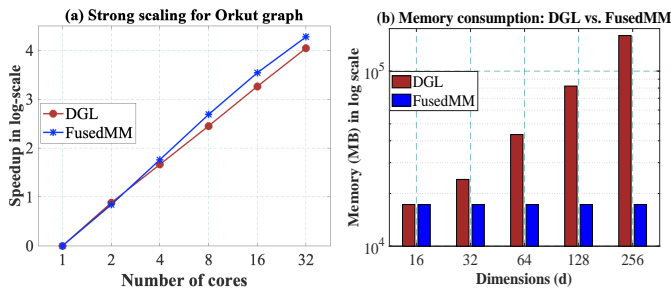 (a) Strong scaling for Orkut graph
Speedup in log-scale
4
3
2
1
0
DGL
FusedMM
1 2 4 8 16 32
Number of cores
(b) Memory consumption: DGL vs. FusedMM
Memory (MB) in log scale
10^5
10^4
DGL
FusedMM
16 32 64 128 256
Dimensions (d)